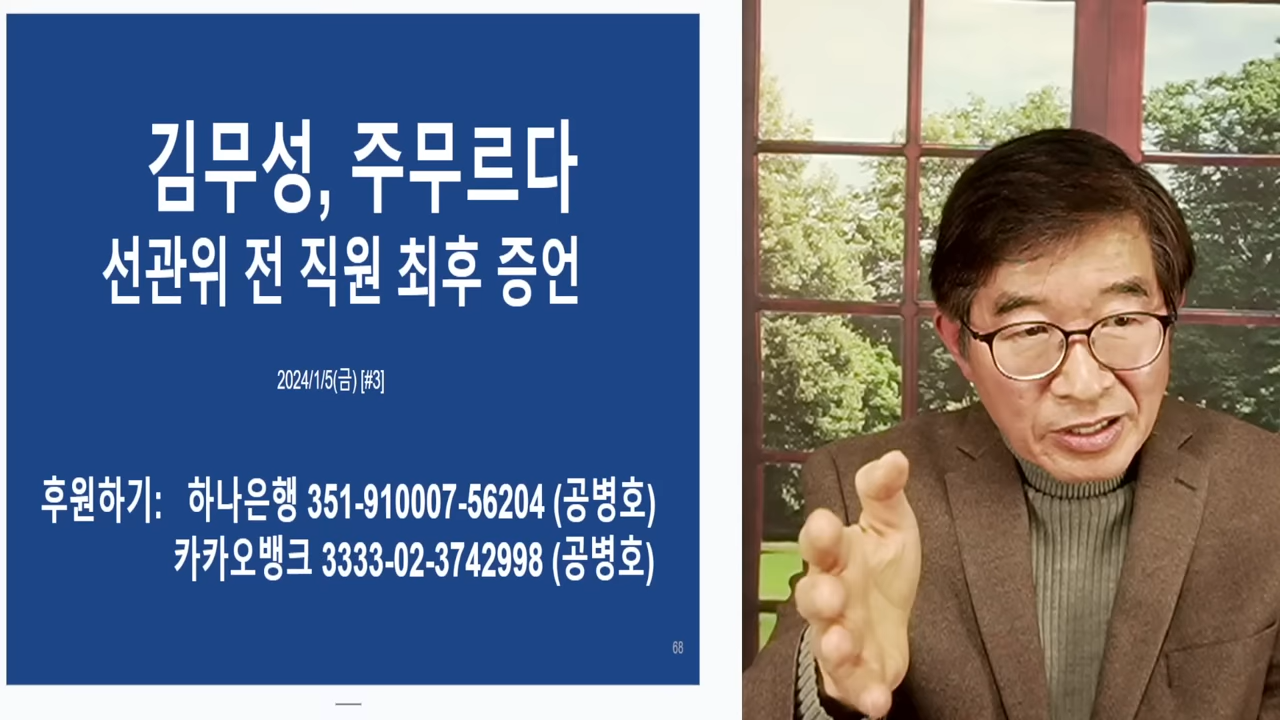 김무성, 주무르다
선관위 전 직원 최후 증언
2024/1/5(금) [#3]
후원하기: 하나은행 351-910007-56204 (공병호)
카카오뱅크 3333-02-3742998 (공병호)
68